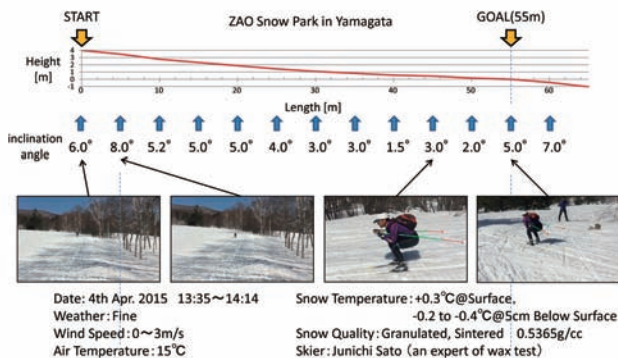 START
ZAO Snow Park in Yamagata
GOAL(55m)
Height
[m]
4
3
2
1
0
-1
0 10 20 30 40 50 60
Length [m]
inclination
angle
6.0° 8.0° 5.2° 5.0° 5.0° 4.0° 3.0° 3.0° 1.5° 3.0° 2.0° 5.0° 7.0°
Date: 4th Apr. 2015 13:35～14:14
Weather: Fine
Wind Speed: 0～3m/s
Air Temperature: 15℃
Snow Temperature: +0.3℃@Surface,
-0.2 to -0.4℃@5cm Below Surface
Snow Quality: Granulated, Sintered 0.5365g/cc
Skier: Junichi Sato (an expert of wax test)